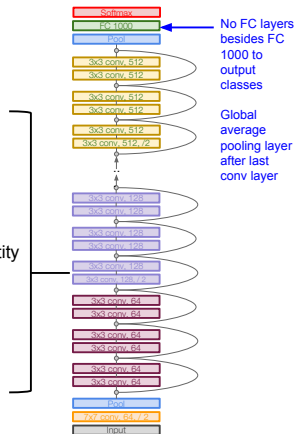 Softmax
FC 1000
Pool
3x3 conv, 512
3x3 conv, 512
3x3 conv, 512
3x3 conv, 512
3x3 conv, 512
3x3 conv, 512, /2
..
3x3 conv, 128
3x3 conv, 128
3x3 conv, 128
3x3 conv, 128
3x3 conv, 128
3x3 conv, 128, / 2
3x3 conv, 64
3x3 conv, 64
3x3 conv, 64
3x3 conv, 64
3x3 conv, 64
3x3 conv, 64
Pool
7x7 conv, 64, / 2
Input
tity
No FC layers
besides FC
1000 to
output
classes
Global
average
pooling layer
after last
conv layer